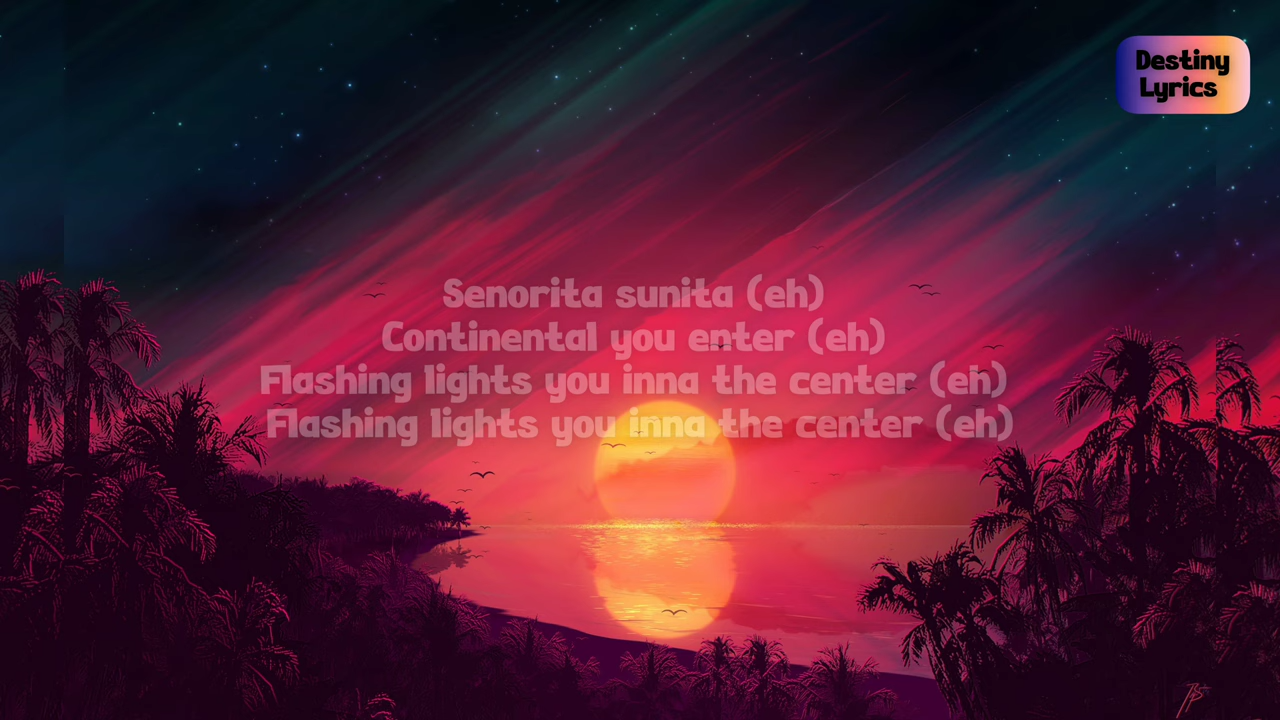 Destiny
Lyrics
Senorita sunita (eh)
Continental you enter (eh)
Flashing lights you inna the center (eh)
Flashing lights you inna the center (eh)